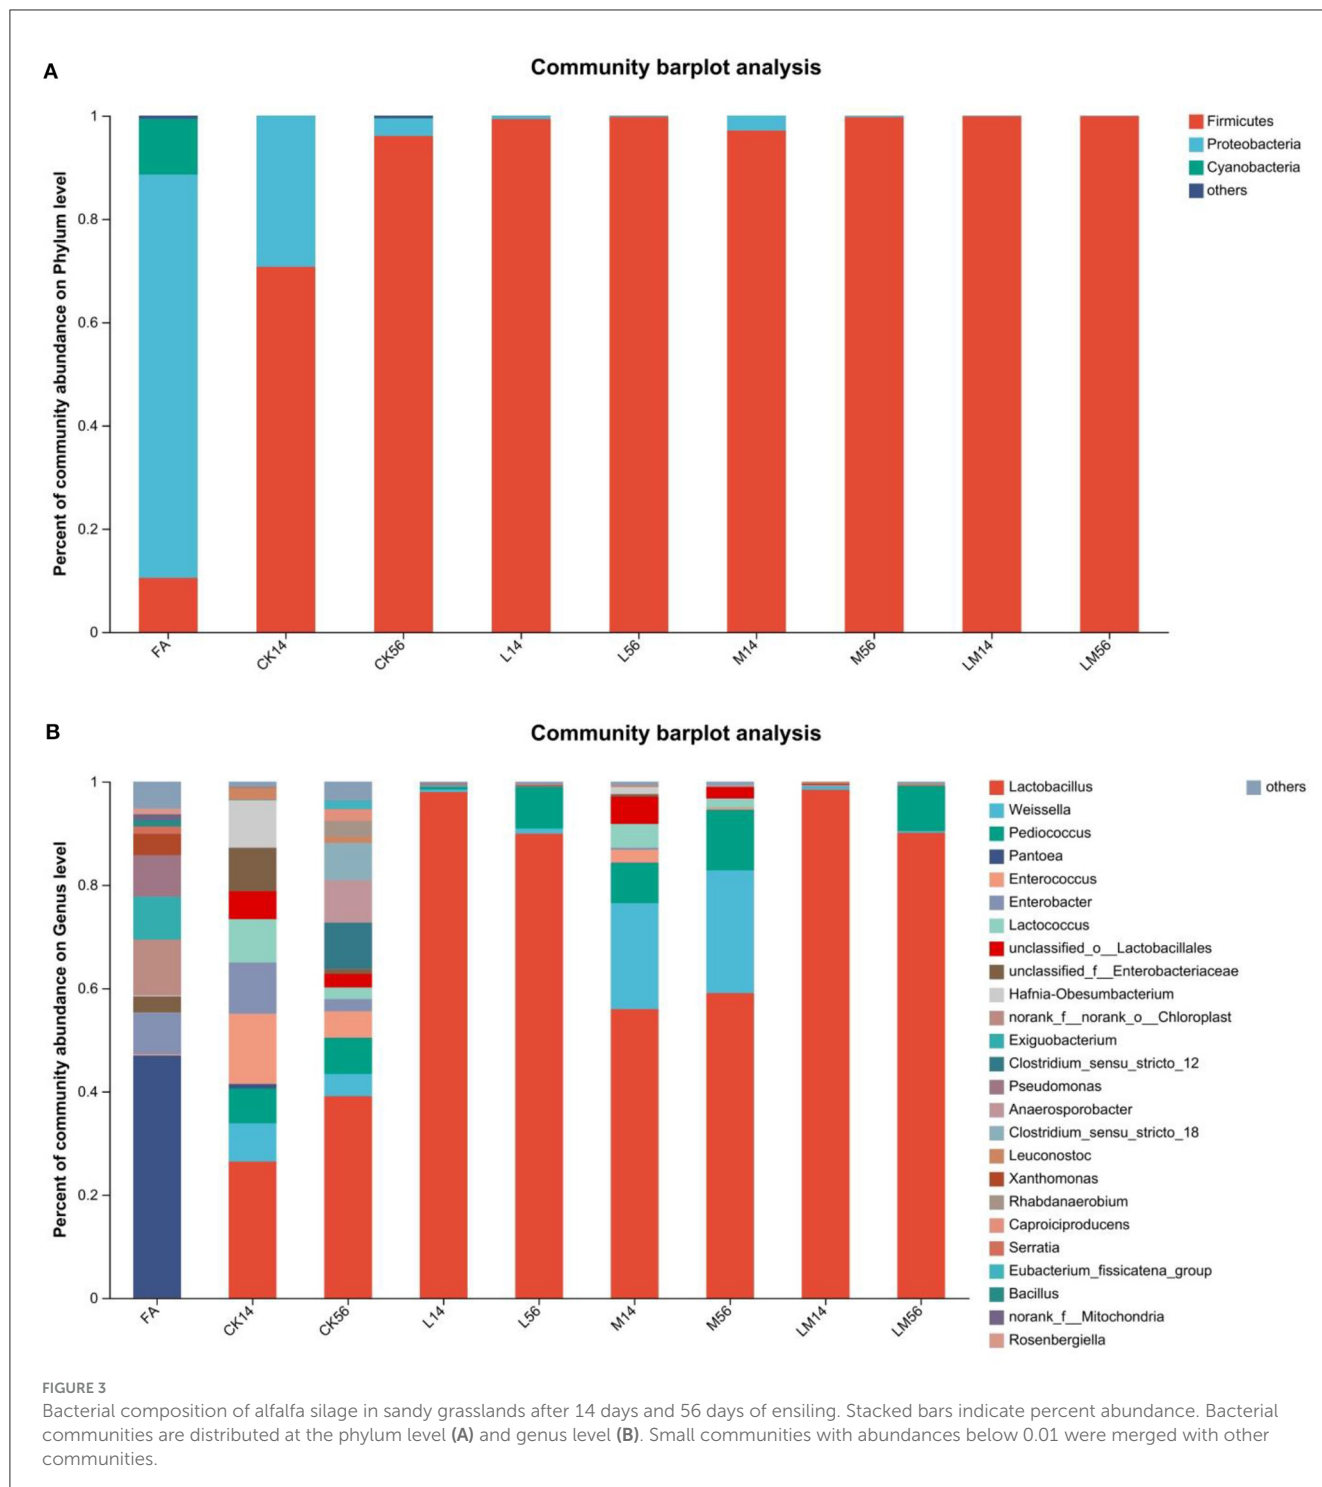 A
Community barplot analysis
Percent of community abundance on Phylum level
1
0.8
0.6
0.4
0.2
0
FA
CK14
CK56
L14
L56
M14
M56
LM14
LM56
Firmicutes
Proteobacteria
Cyanobacteria
others
B
Community barplot analysis
Percent of community abundance on Genus level
1
0.8
0.6
0.4
0.2
0
FA
CK14
CK56
L14
L56
M14
M56
LM14
LM56
Lactobacillus
Weissella
Pediococcus
Pantoea
Enterococcus
Enterobacter
Lactococcus
unclassified_o__Lactobacillales
unclassified_f__Enterobacteriaceae
Hafnia-Obesumbacterium
norank_f__norank_o__Chloroplast
Exiguobacterium
Clostridium_sensu_stricto_12
Pseudomonas
Anaerosporobacter
Clostridium_sensu_stricto_18
Leuconostoc
Xanthomonas
Rhabdanaerobium
Caproiciproducens
Serratia
Eubacterium_fissicatena_group
Bacillus
norank_f__Mitochondria
Rosenbergiella
others
FIGURE 3
Bacterial composition of alfalfa silage in sandy grasslands after 14 days and 56 days of ensiling. Stacked bars indicate percent abundance. Bacterial
communities are distributed at the phylum level (A) and genus level (B). Small communities with abundances below 0.01 were merged with other
communities.